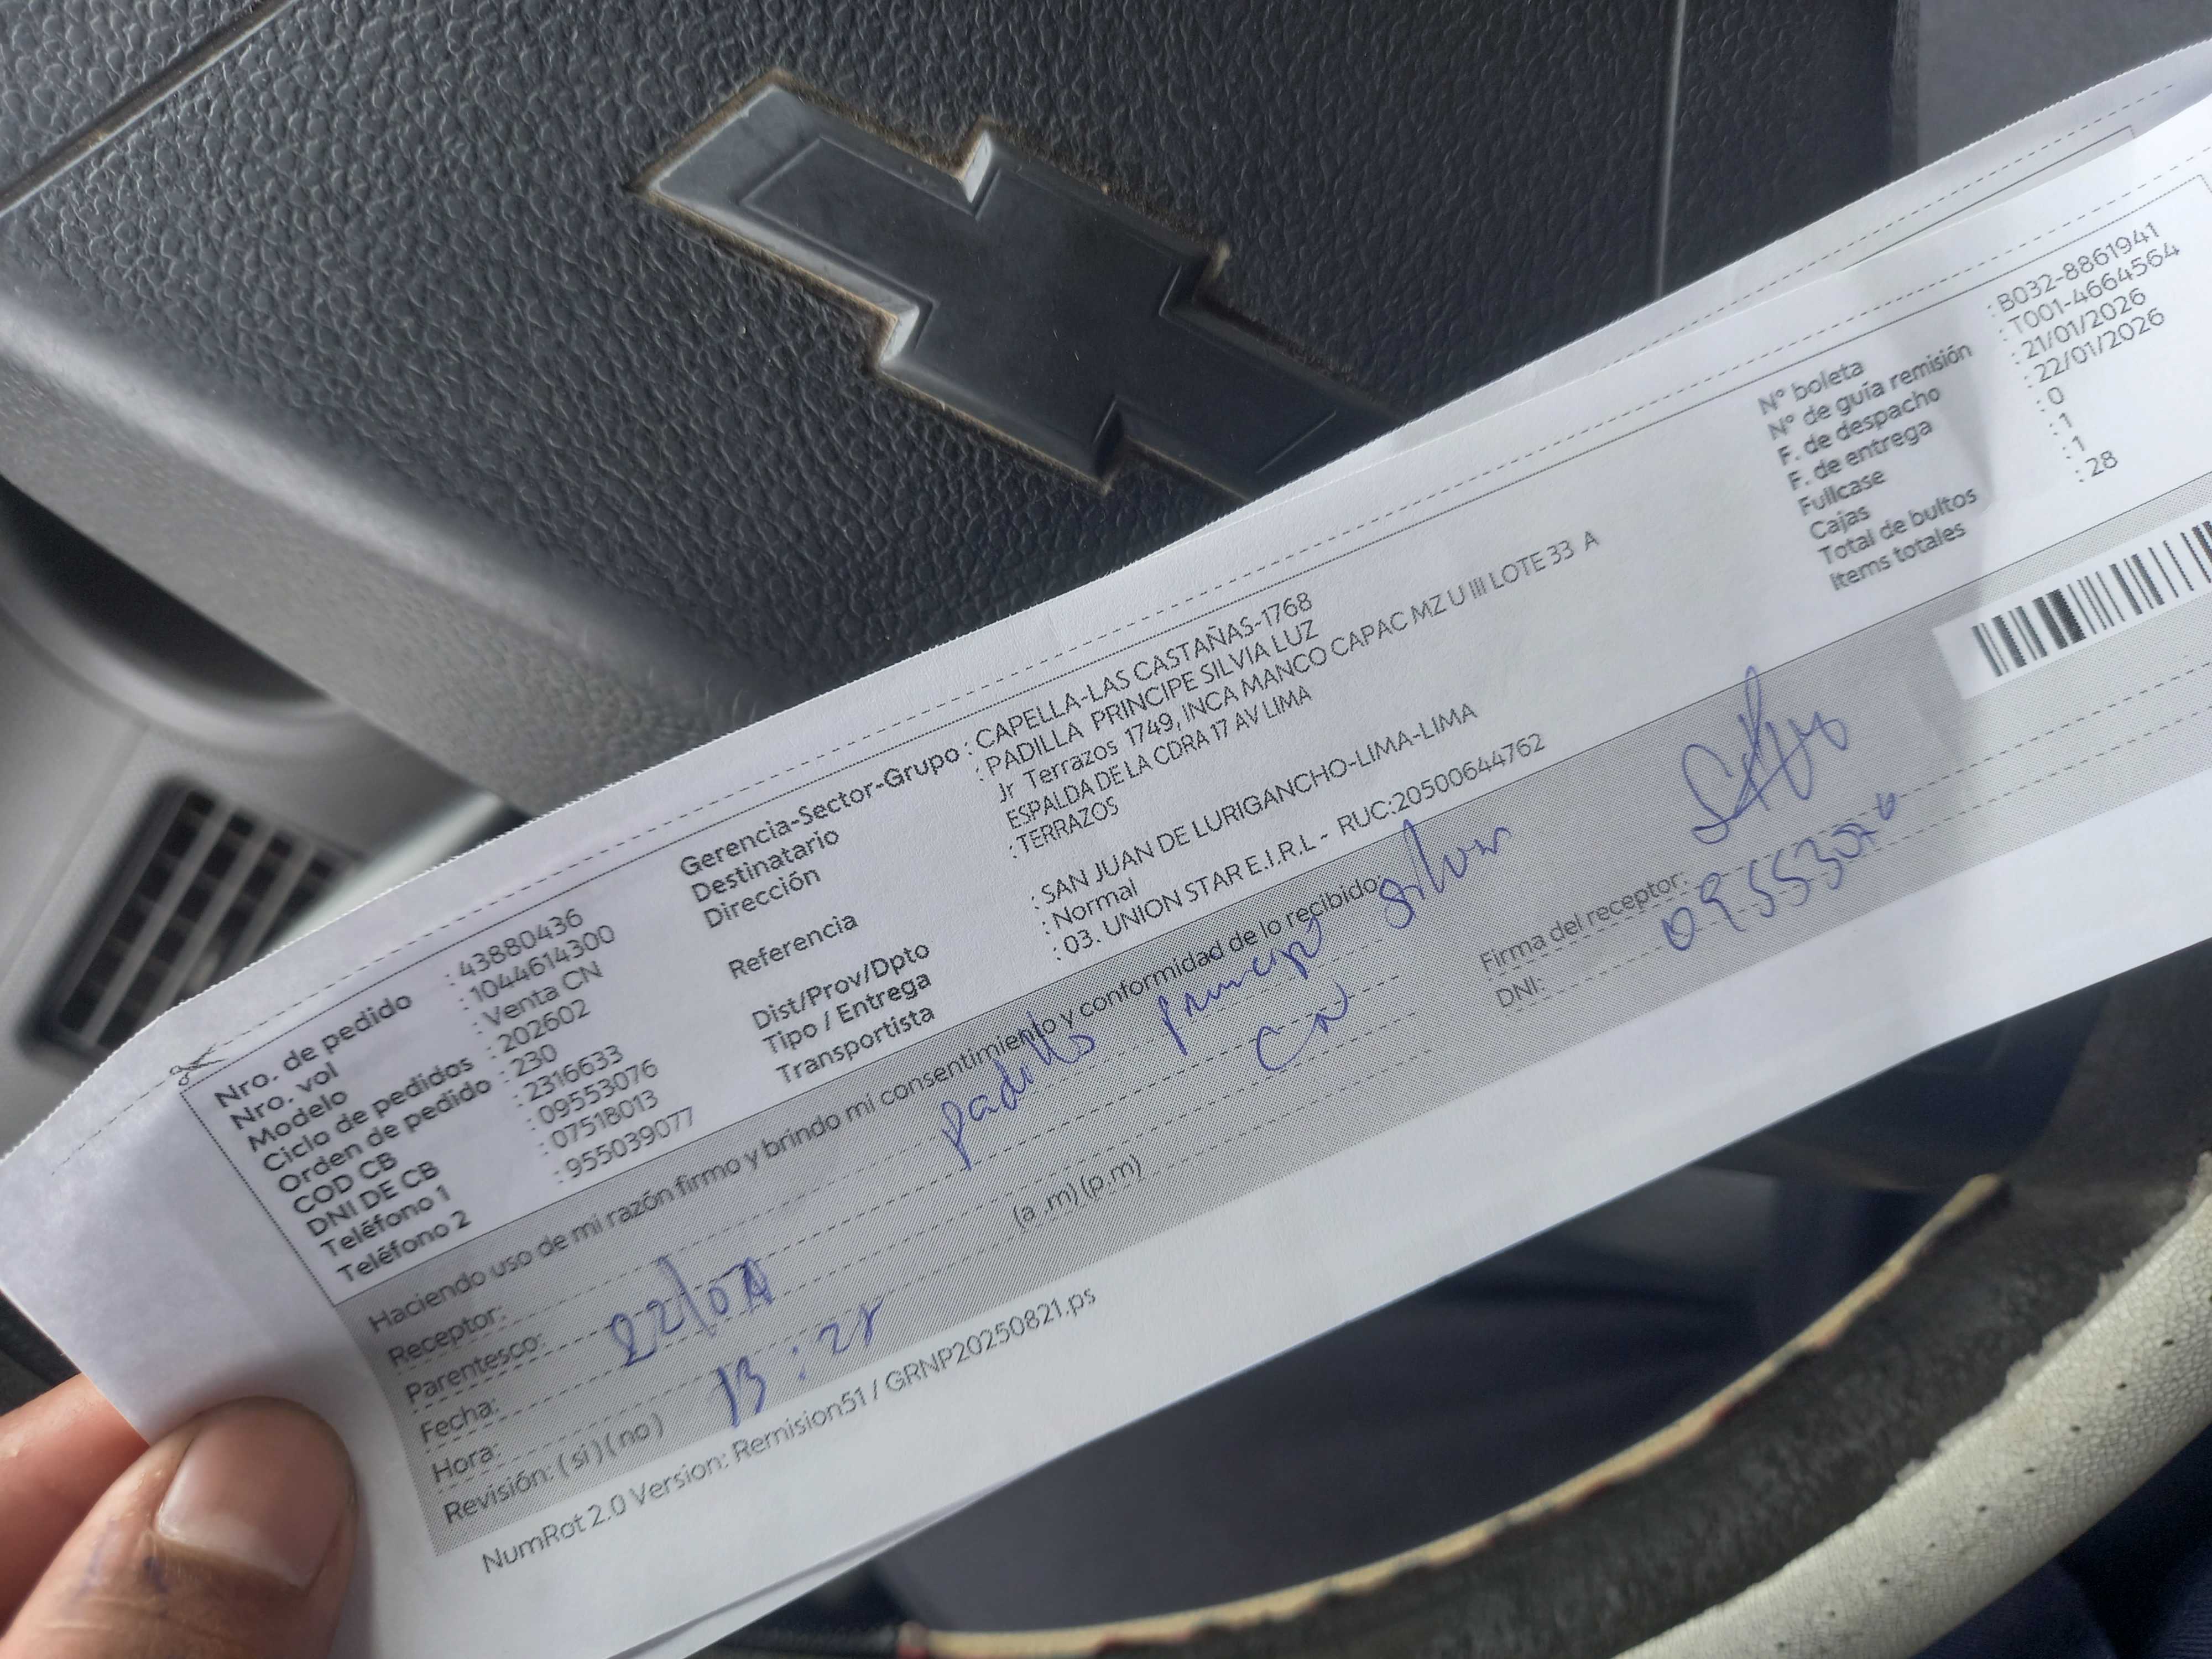 Nro. de pedido : 43880436
Nro. vol : 1044614300
Modelo : Venta CN
Ciclo de pedidos : 202602
Orden de pedido : 230
COD CB : 2316633
DNI DE CB : 09553076
Teléfono 1 : 07518013
Teléfono 2 : 955039077
Gerencia-Sector-Grupo : CAPELLA-LAS CASTAÑAS-1768
Destinatario : PADILLA PRINCIPE SILVIA LUZ
Dirección Jr Terrazos 1749, INCA MANCO CAPAC MZ U III LOTE 33 A
ESPALDA DE LA CDRA 17 AV LIMA
Referencia : TERRAZOS
Dist/Prov/Dpto : SAN JUAN DE LURIGANCHO-LIMA-LIMA
Tipo / Entrega : Normal
Transportista : 03. UNION STAR E.I.R.L - RUC:20500644762
N° boleta : B032-8861941
N° de guía remisión : T001-4664564
F. de despacho : 21/01/2026
F. de entrega : 22/01/2026
Fullcase : 0
Cajas : 1
Total de bultos : 1
Items totales : 28
Haciendo uso de mi razón firmo y brindo mi consentimiento y conformidad de lo recibido:
Receptor: padilla principe
Parentesco: CN
Fecha: 22/01
Hora: 13:28 (a .m) (p.m)
Revisión: ( si ) ( no )
Firma del receptor:
DNI:
NumRot 2.0 Version: Remision51 / GRNP20250821.ps